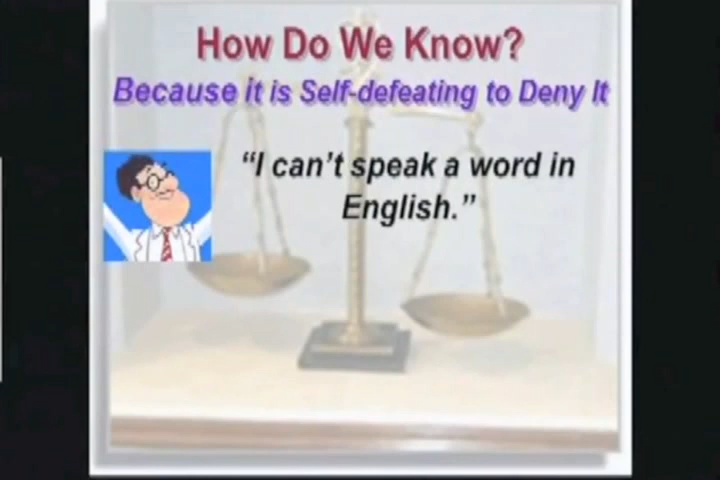 How Do We Know?
Because it is Self-defeating to Deny It
“I can’t speak a word in
English.”